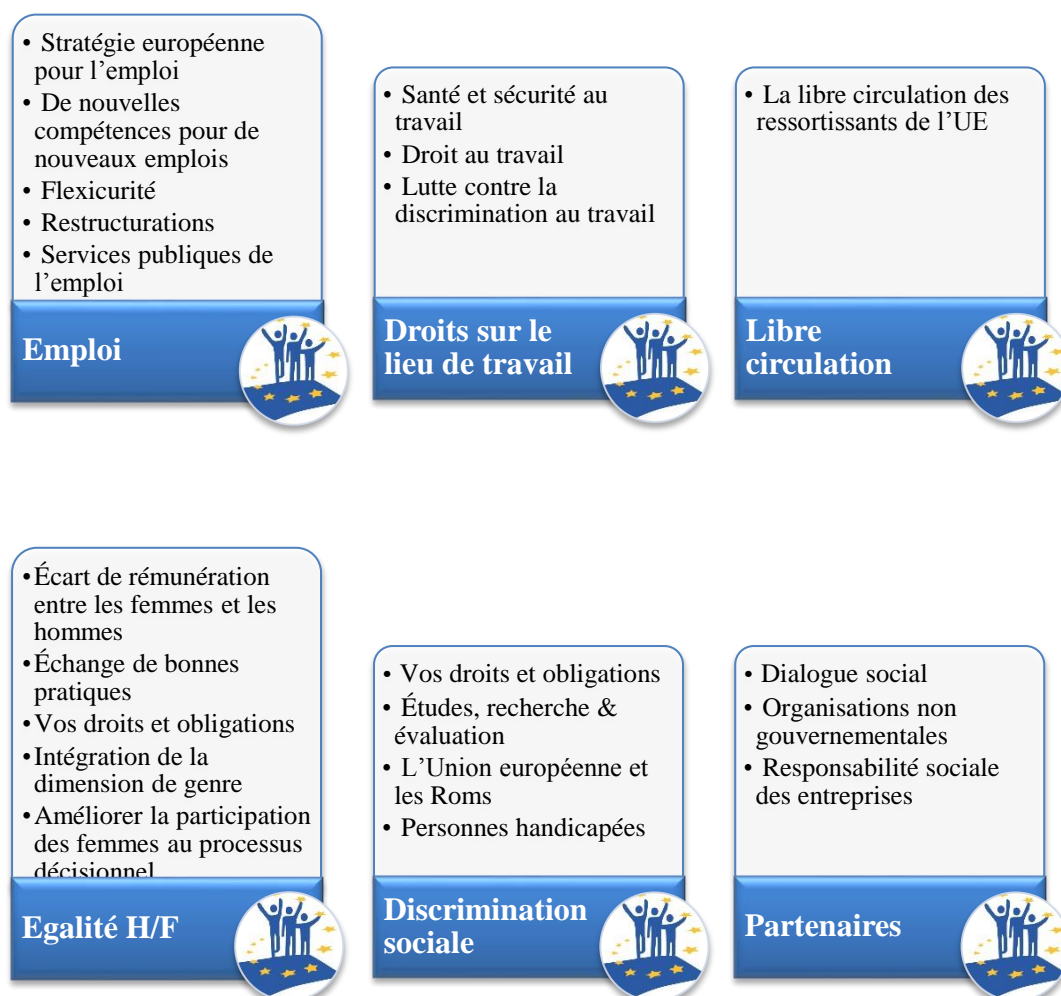 • Stratégie européenne
pour l’emploi
• De nouvelles
compétences pour de
nouveaux emplois
• Flexicurité
• Restructurations
• Services publiques de
l’emploi
Emploi
• Santé et sécurité au
travail
• Droit au travail
• Lutte contre la
discrimination au travail
Droits sur le
lieu de travail
• La libre circulation des
ressortissants de l’UE
Libre
circulation
• Écart de rémunération
entre les femmes et les
hommes
• Échange de bonnes
pratiques
• Vos droits et obligations
• Intégration de la
dimension de genre
• Améliorer la participation
des femmes au processus
décisionnel
Egalité H/F
• Vos droits et obligations
• Études, recherche &
évaluation
• L’Union européenne et
les Roms
• Personnes handicapées
Discrimination
sociale
• Dialogue social
• Organisations non
gouvernementales
• Responsabilité sociale
des entreprises
Partenaires